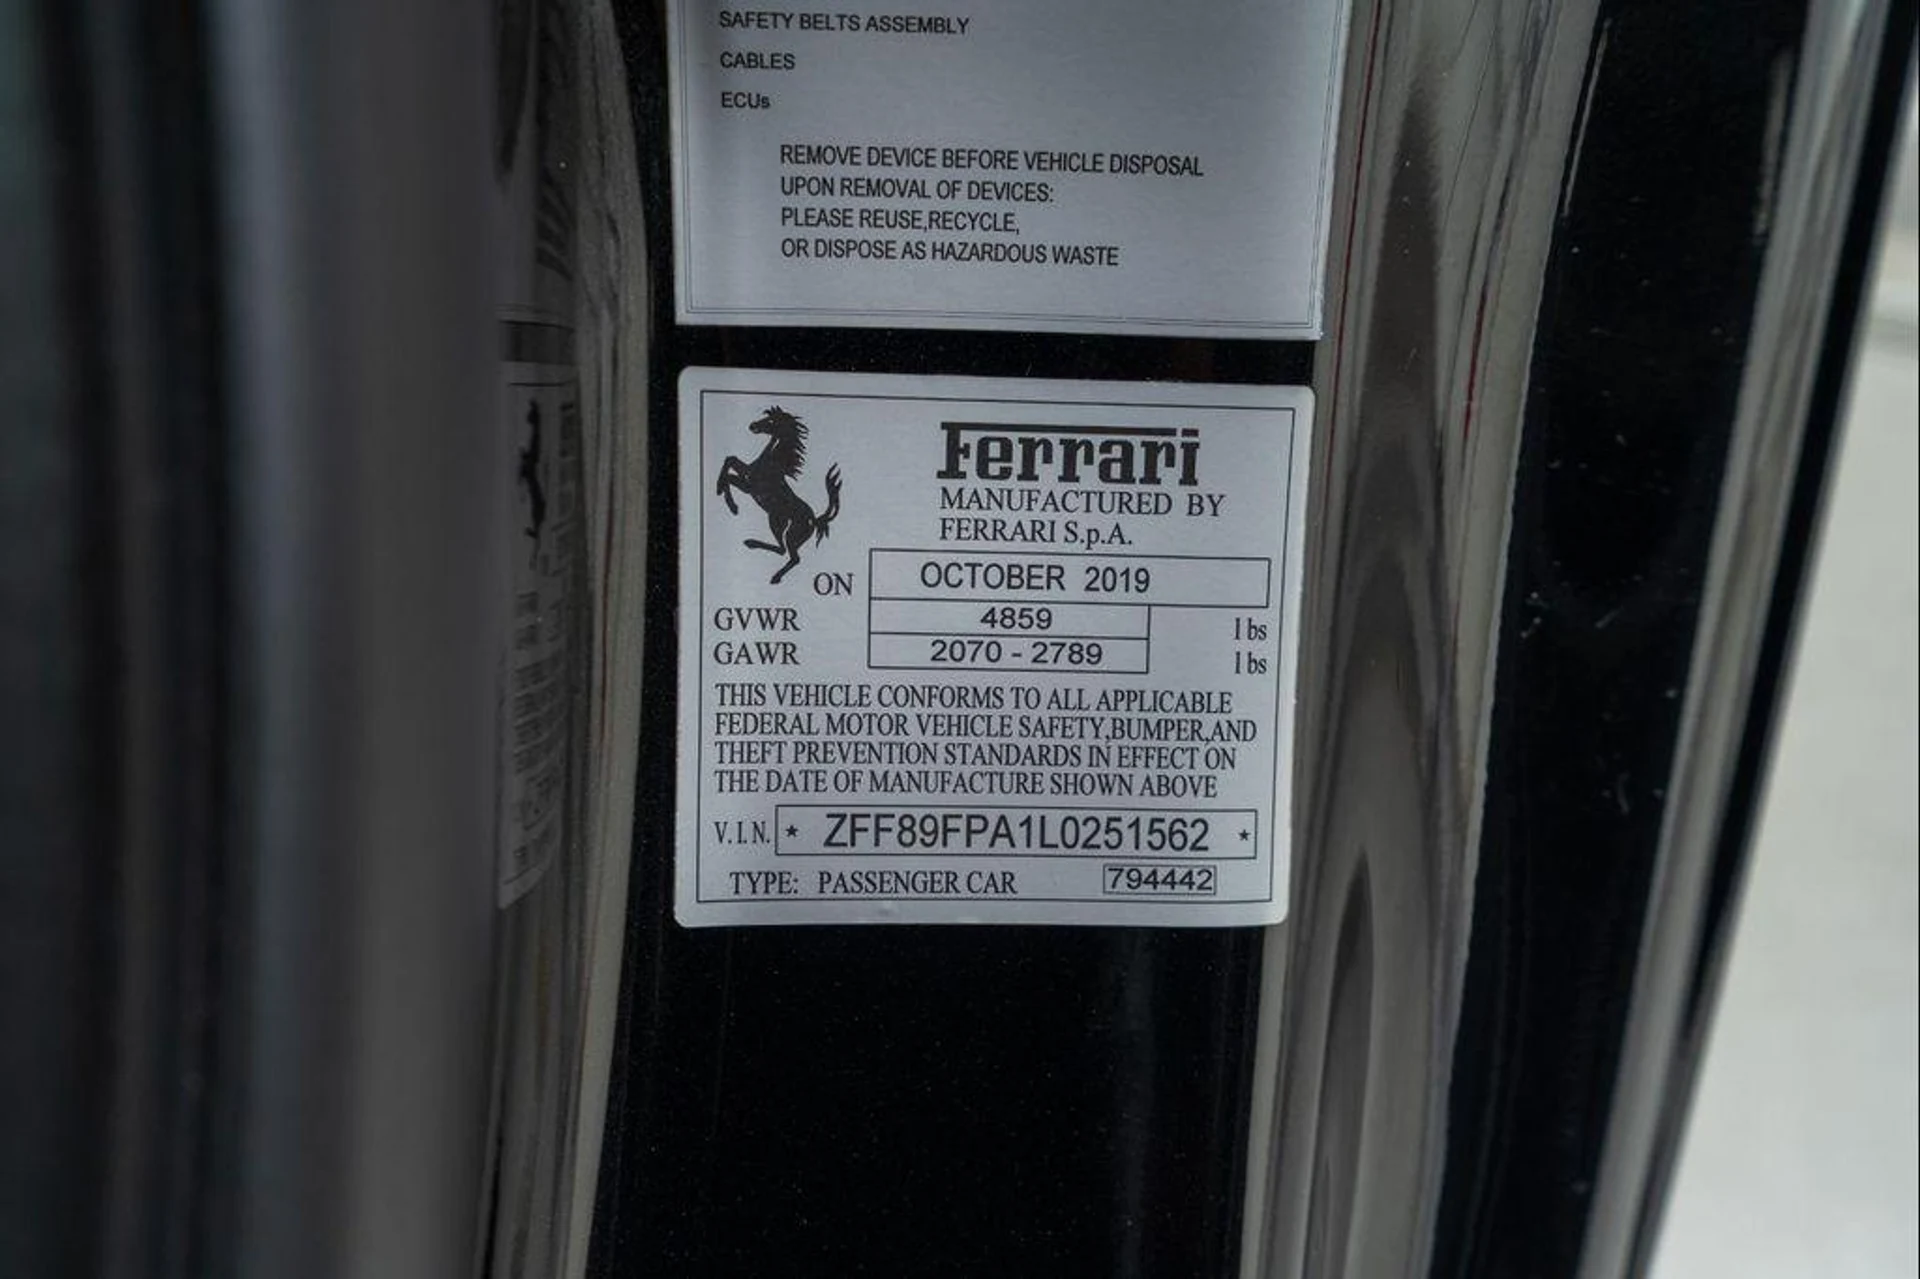 SAFETY BELTS ASSEMBLY
CABLES
ECUs
REMOVE DEVICE BEFORE VEHICLE DISPOSAL
UPON REMOVAL OF DEVICES:
PLEASE REUSE,RECYCLE,
OR DISPOSE AS HAZARDOUS WASTE
Ferrari
MANUFACTURED BY
FERRARI S.p.A.
ON OCTOBER 2019
GVWR 4859 lbs
GAWR 2070 - 2789 lbs
THIS VEHICLE CONFORMS TO ALL APPLICABLE
FEDERAL MOTOR VEHICLE SAFETY,BUMPER,AND
THEFT PREVENTION STANDARDS IN EFFECT ON
THE DATE OF MANUFACTURE SHOWN ABOVE
V.I.N. * ZFF89FPA1L0251562 *
TYPE: PASSENGER CAR 794442